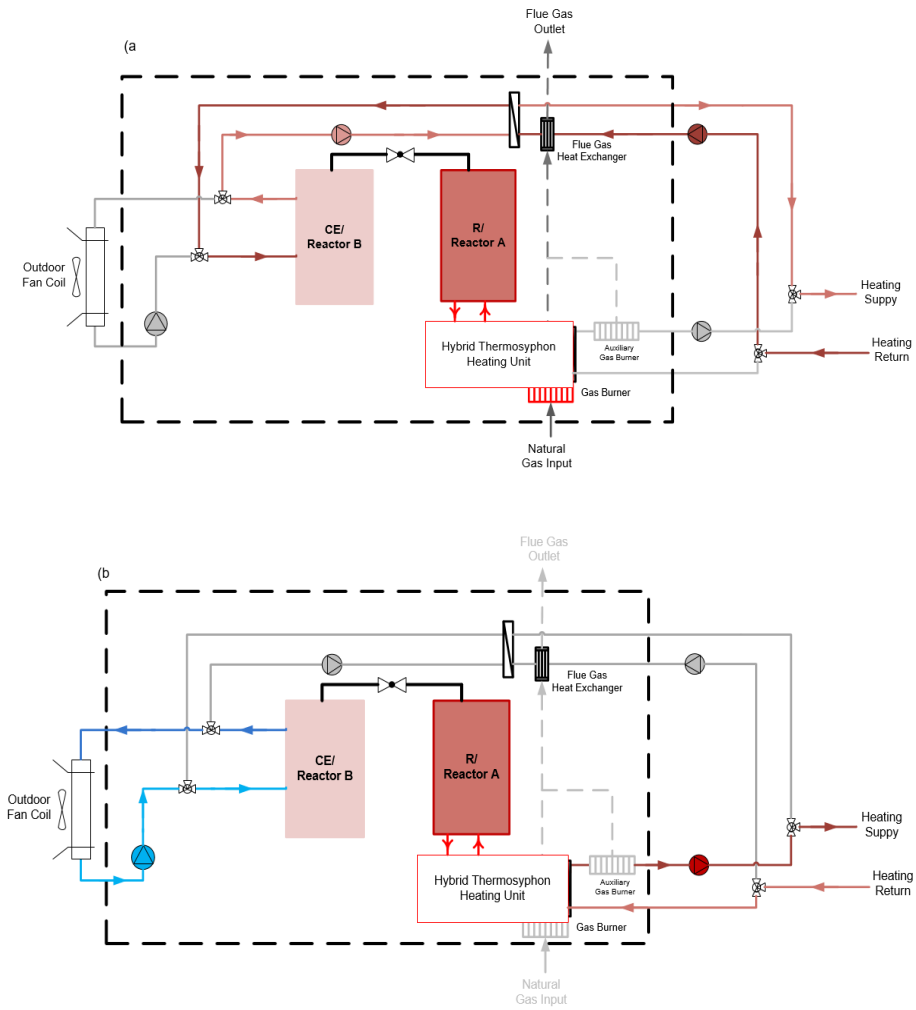 Flue Gas
Outlet
(a
Flue Gas
Heat Exchanger
CE/
Reactor B
R/
Reactor A
Outdoor
Fan Coil
Heating
Suppy
Hybrid Thermosyphon
Heating Unit
Auxiliary
Gas Burner
Heating
Return
Gas Burner
Natural
Gas Input
Flue Gas
Outlet
(b
Flue Gas
Heat Exchanger
CE/
Reactor B
R/
Reactor A
Outdoor
Fan Coil
Heating
Suppy
Hybrid Thermosyphon
Heating Unit
Auxiliary
Gas Burner
Heating
Return
Gas Burner
Natural
Gas Input